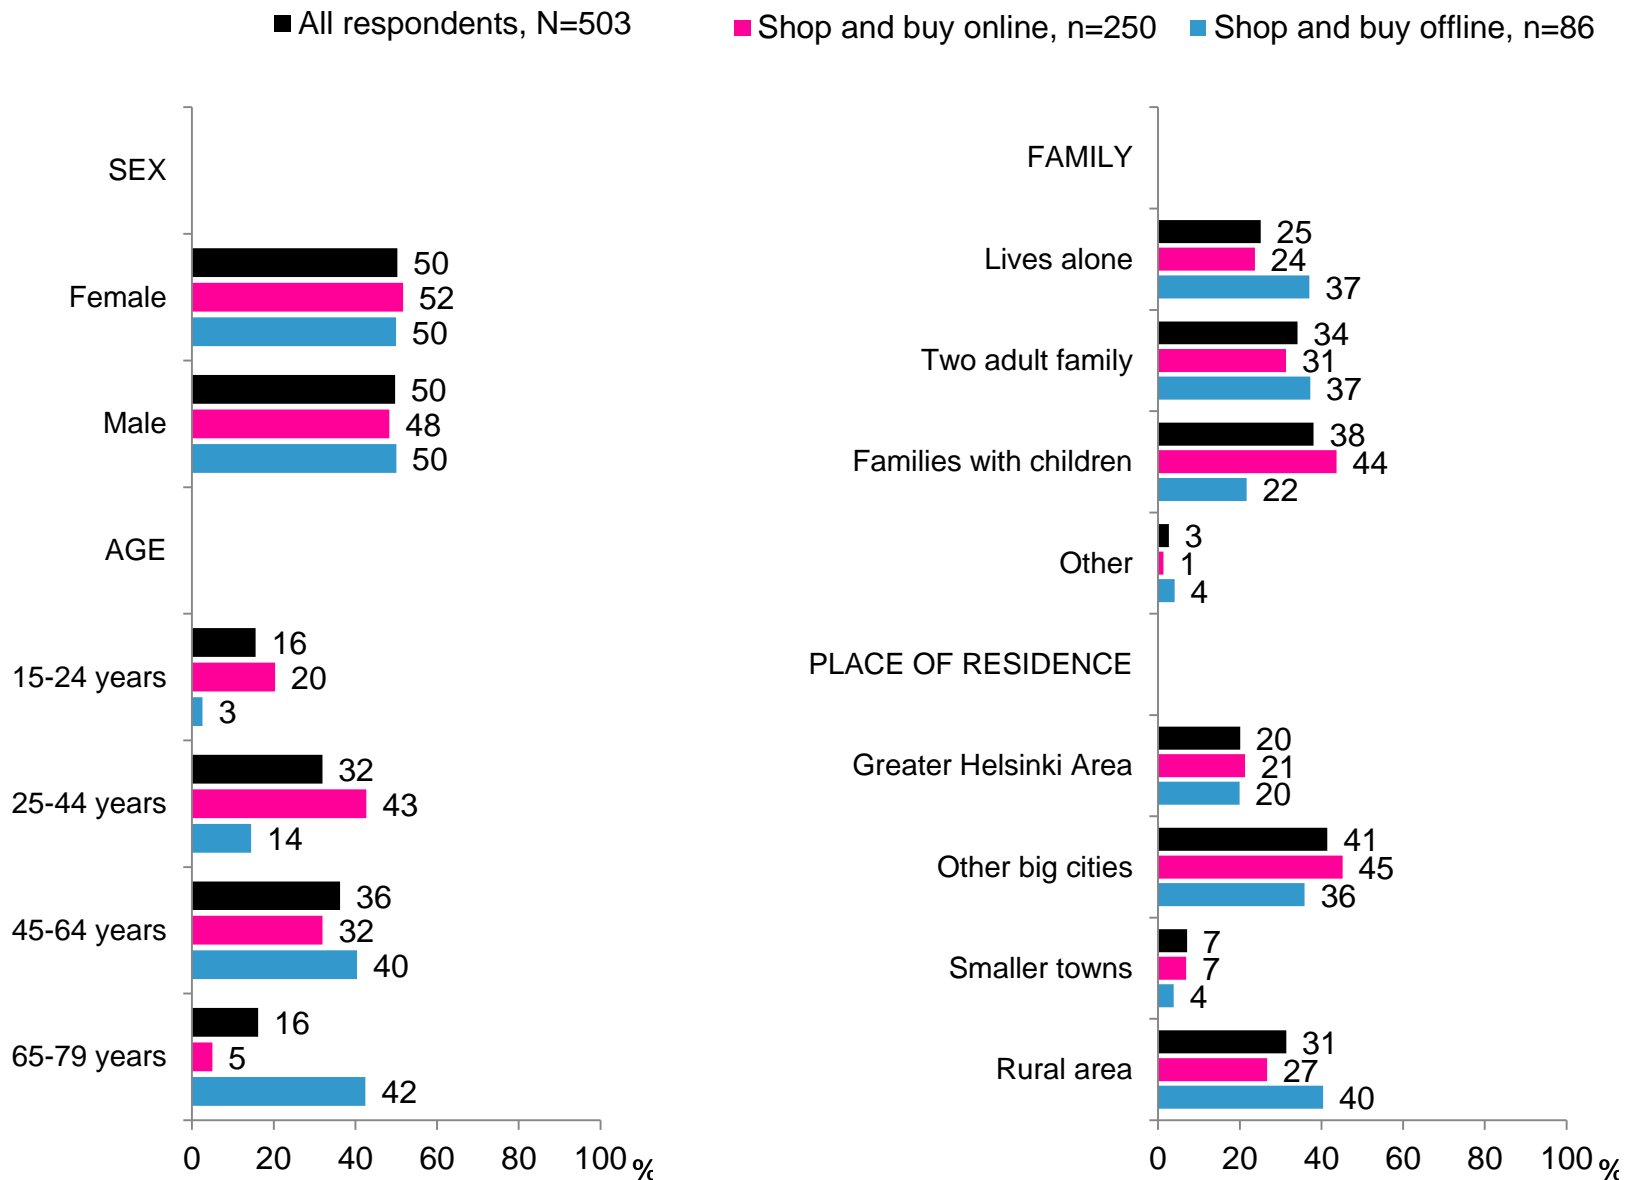 All respondents, N=503
Shop and buy online, n=250
Shop and buy offline, n=86
SEX
Female
50
52
50
Male
50
48
50
AGE
15-24 years
16
20
3
25-44 years
32
43
14
45-64 years
36
32
40
65-79 years
16
5
42
0 20 40 60 80 100 %
FAMILY
Lives alone
25
24
37
Two adult family
34
31
37
Families with children
38
44
22
Other
3
1
4
PLACE OF RESIDENCE
Greater Helsinki Area
20
21
20
Other big cities
41
45
36
Smaller towns
7
7
4
Rural area
31
27
40
0 20 40 60 80 100 %